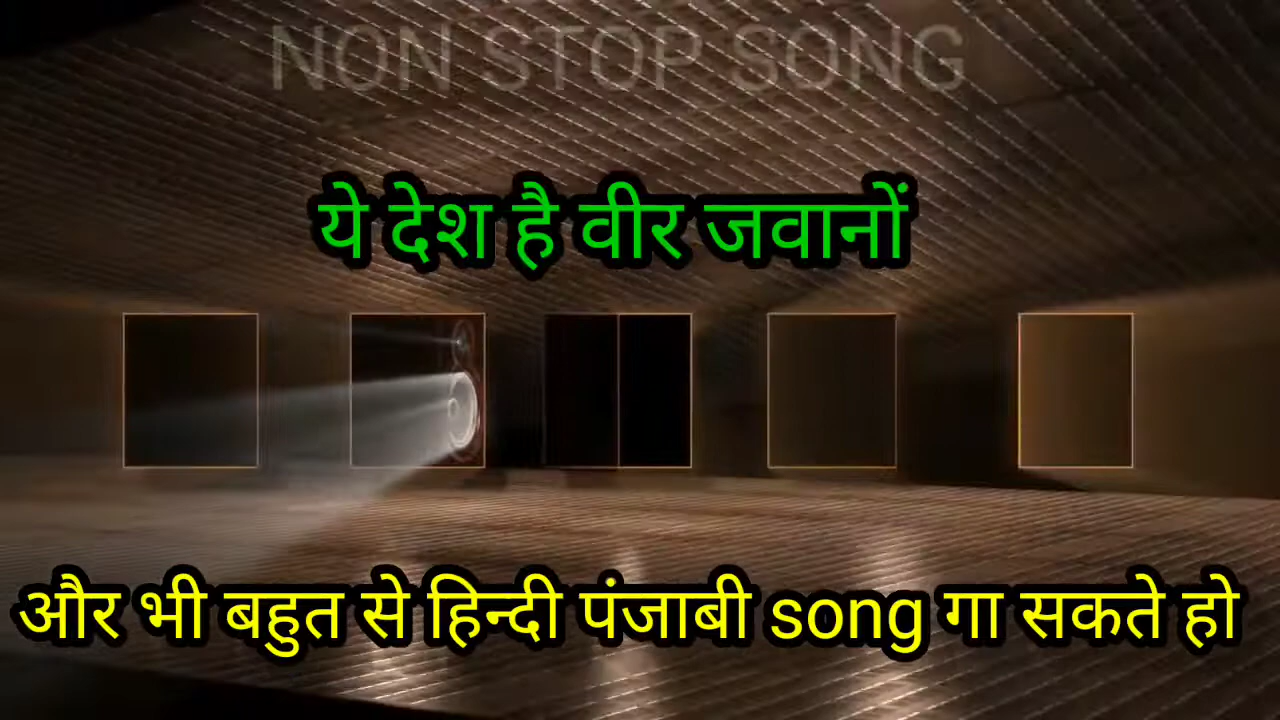 NON STOP SONG
ये देश है वीर जवानों
और भी बहुत से हिन्दी पंजाबी song गा सकते हो